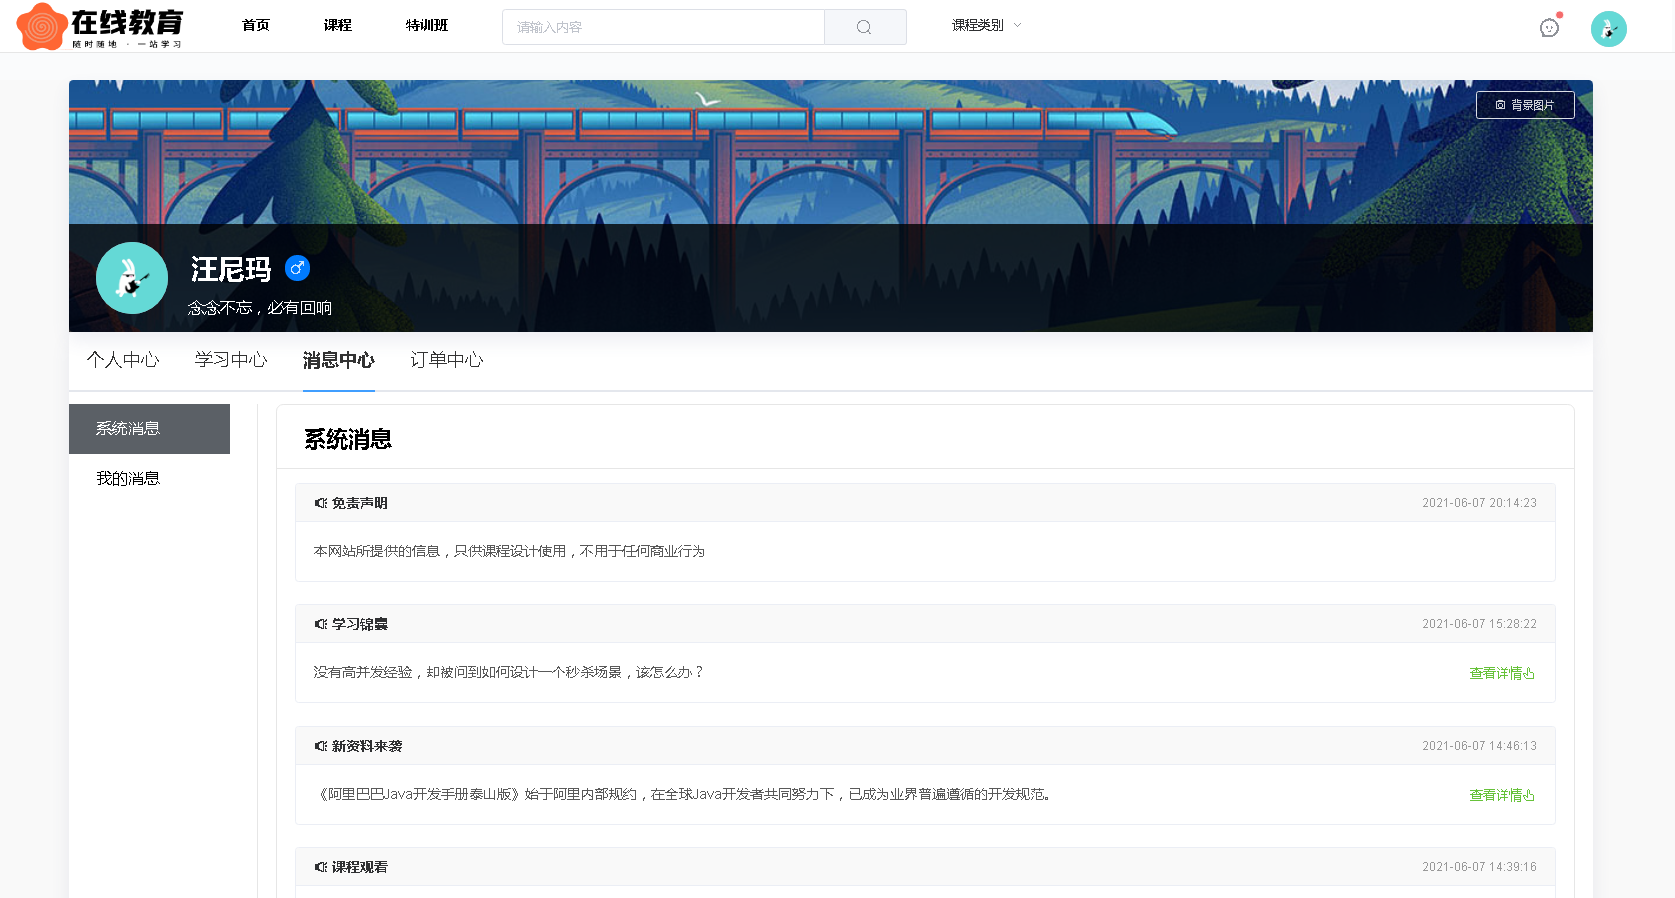 在线教育
随时随地 · 一站学习
首页
课程
特训班
请输入内容
课程类别
背景图片
汪尼玛
念念不忘，必有回响
个人中心
学习中心
消息中心
订单中心
系统消息
我的消息
系统消息
免责声明
2021-06-07 20:14:23
本网站所提供的信息，只供课程设计使用，不用于任何商业行为
学习锦囊
2021-06-07 15:28:22
没有高并发经验，却被问到如何设计一个秒杀场景，该怎么办？
查看详情
新资料来袭
2021-06-07 14:46:13
《阿里巴巴Java开发手册泰山版》始于阿里内部规约，在全球Java开发者共同努力下，已成为业界普遍遵循的开发规范。
查看详情
课程观看
2021-06-07 14:39:16